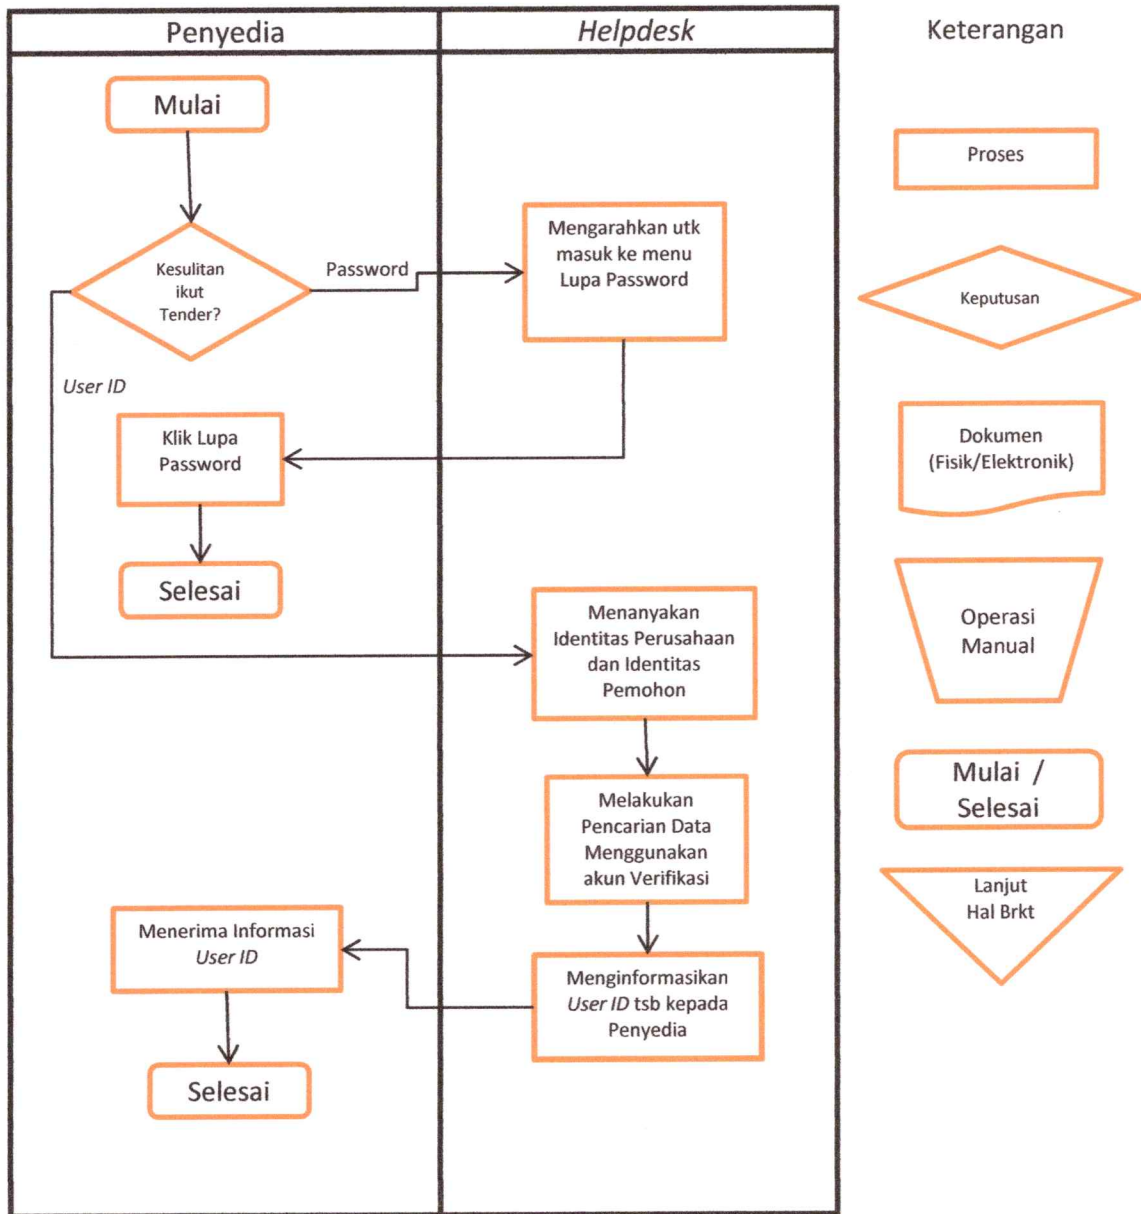 Penyedia
Helpdesk
Keterangan
Mulai
Proses
Kesulitan
ikut
Tender?
Password
Mengarahkan utk
masuk ke menu
Lupa Password
Keputusan
User ID
Klik Lupa
Password
Dokumen
(Fisik/Elektronik)
Selesai
Menanyakan
Identitas Perusahaan
dan Identitas
Pemohon
Operasi
Manual
Melakukan
Pencarian Data
Menggunakan
akun Verifikasi
Mulai /
Selesai
Lanjut
Hal Brkt
Menerima Informasi
User ID
Menginformasikan
User ID tsb kepada
Penyedia
Selesai